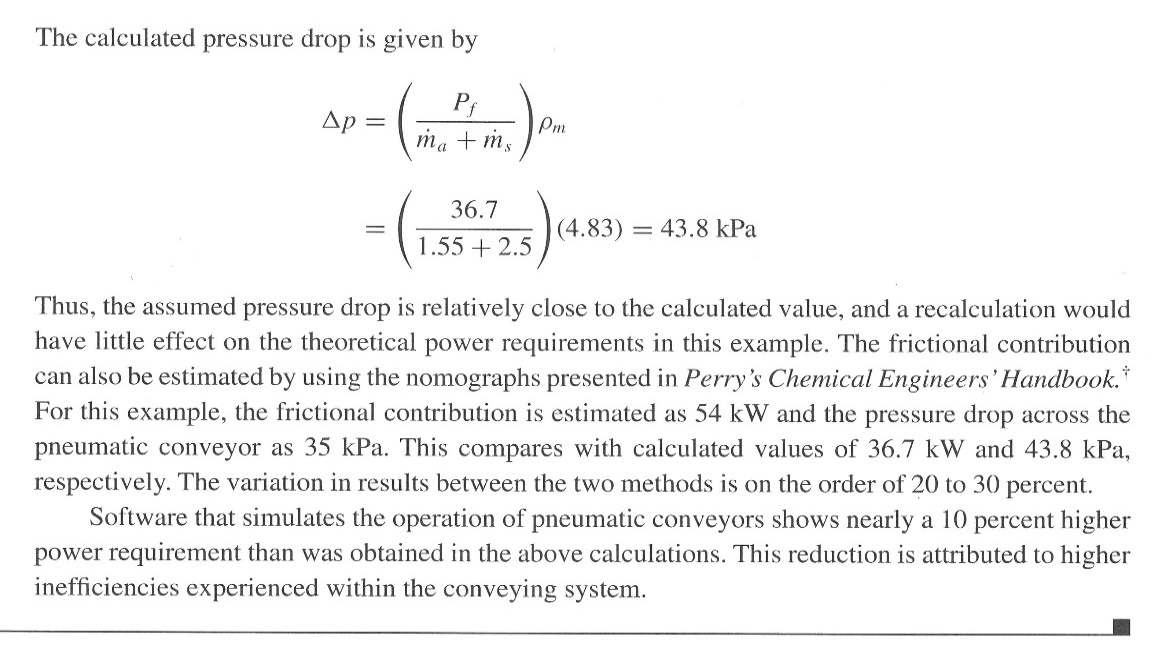 The calculated pressure drop is given by
Δp = (P_f / (ṁ_a + ṁ_s)) ρ_m
= (36.7 / (1.55 + 2.5)) (4.83) = 43.8 kPa
Thus, the assumed pressure drop is relatively close to the calculated value, and a recalculation would
have little effect on the theoretical power requirements in this example. The frictional contribution
can also be estimated by using the nomographs presented in Perry's Chemical Engineers' Handbook.†
For this example, the frictional contribution is estimated as 54 kW and the pressure drop across the
pneumatic conveyor as 35 kPa. This compares with calculated values of 36.7 kW and 43.8 kPa,
respectively. The variation in results between the two methods is on the order of 20 to 30 percent.
Software that simulates the operation of pneumatic conveyors shows nearly a 10 percent higher
power requirement than was obtained in the above calculations. This reduction is attributed to higher
inefficiencies experienced within the conveying system.